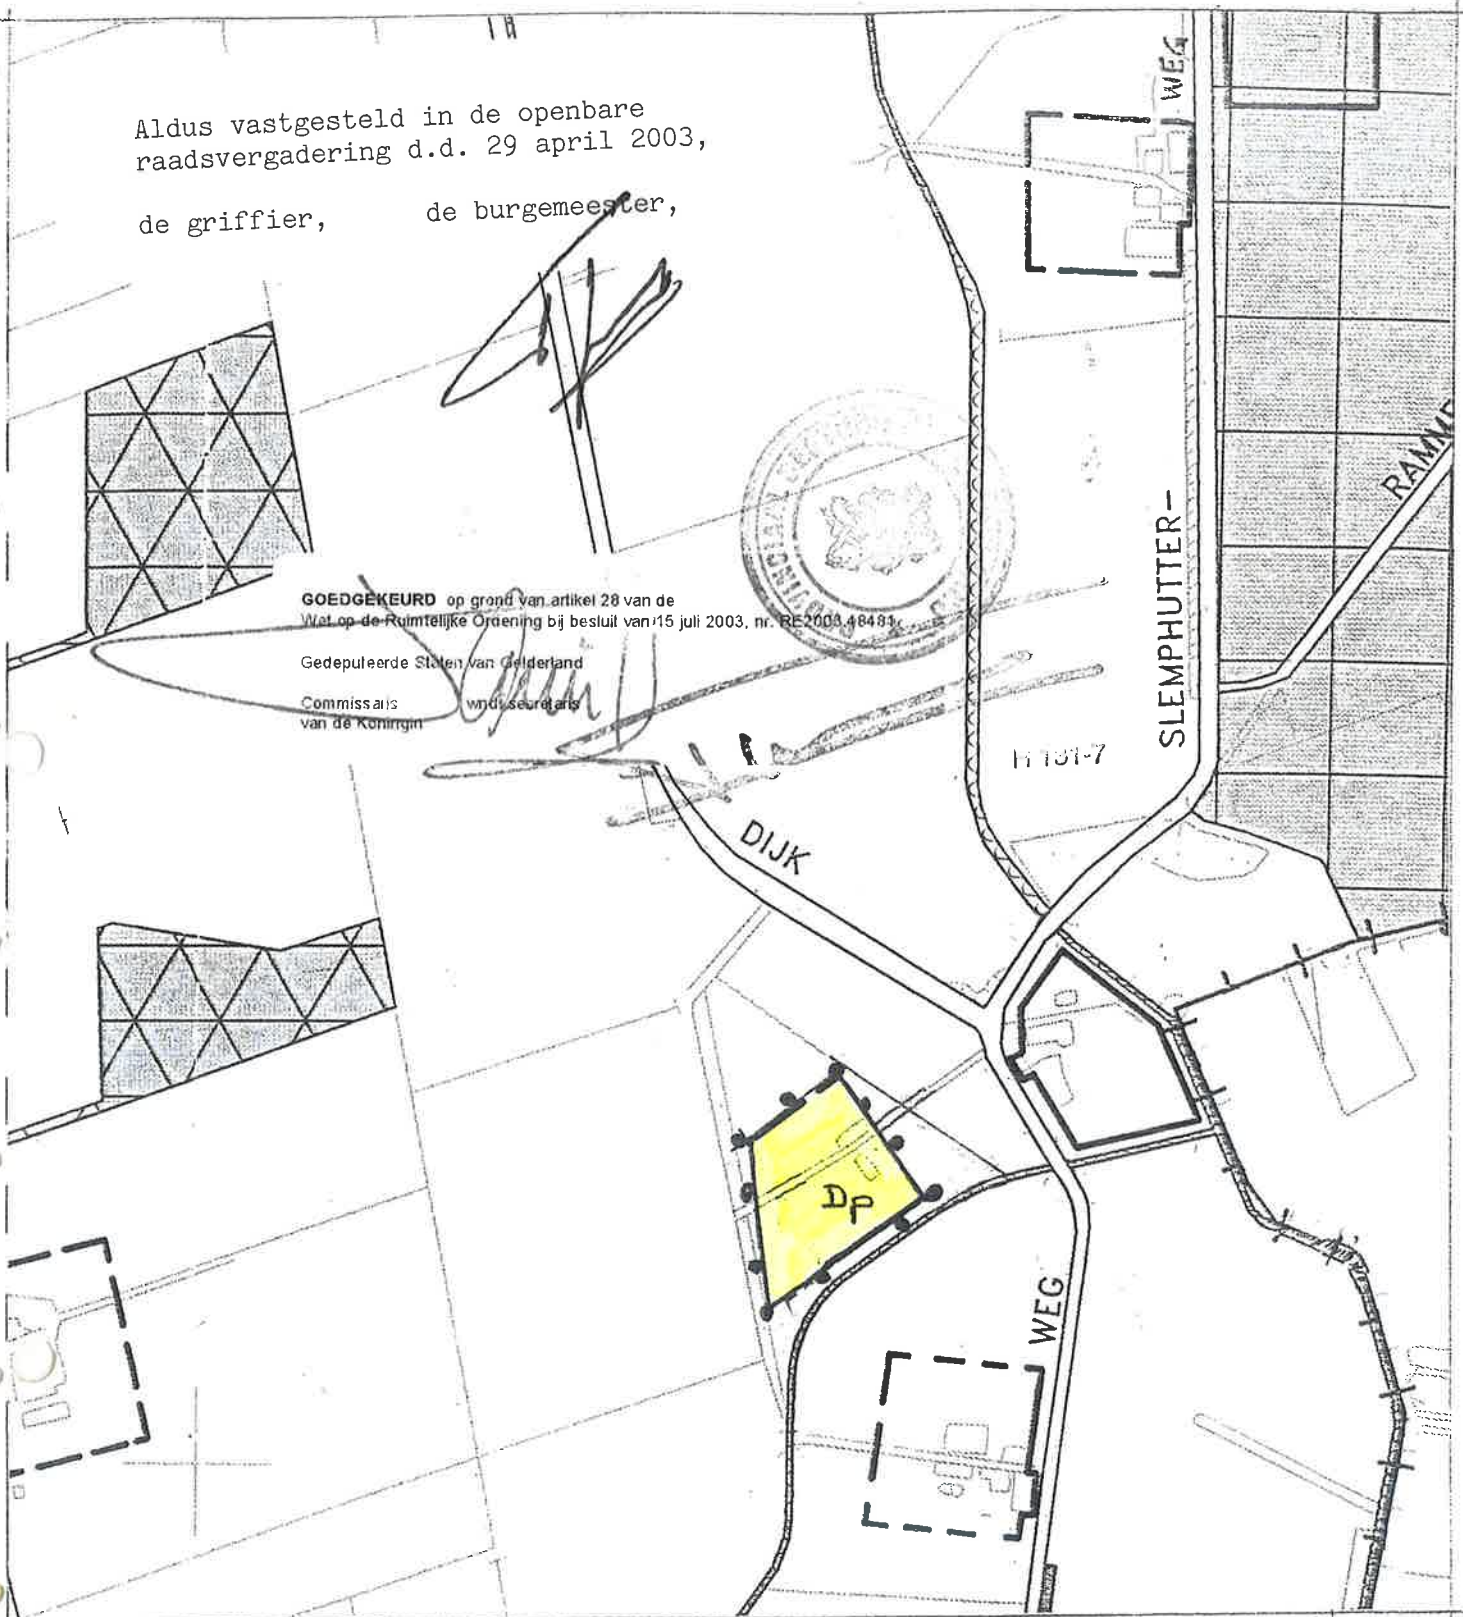 Aldus vastgesteld in de openbare
raadsvergadering d.d. 29 april 2003,
de griffier, de burgemeester,
WEG
SLEMPHUTTER-
GOEDGEKEURD op grond van artikel 28 van de
Wet op de Ruimtelijke Ordening bij besluit van 15 juli 2003, nr. RE2003.48481.
Gedeputeerde Staten van Gelderland
Commissaris wnd. secretaris
van de Koningin
H 131-7
DIJK
Dp
WEG